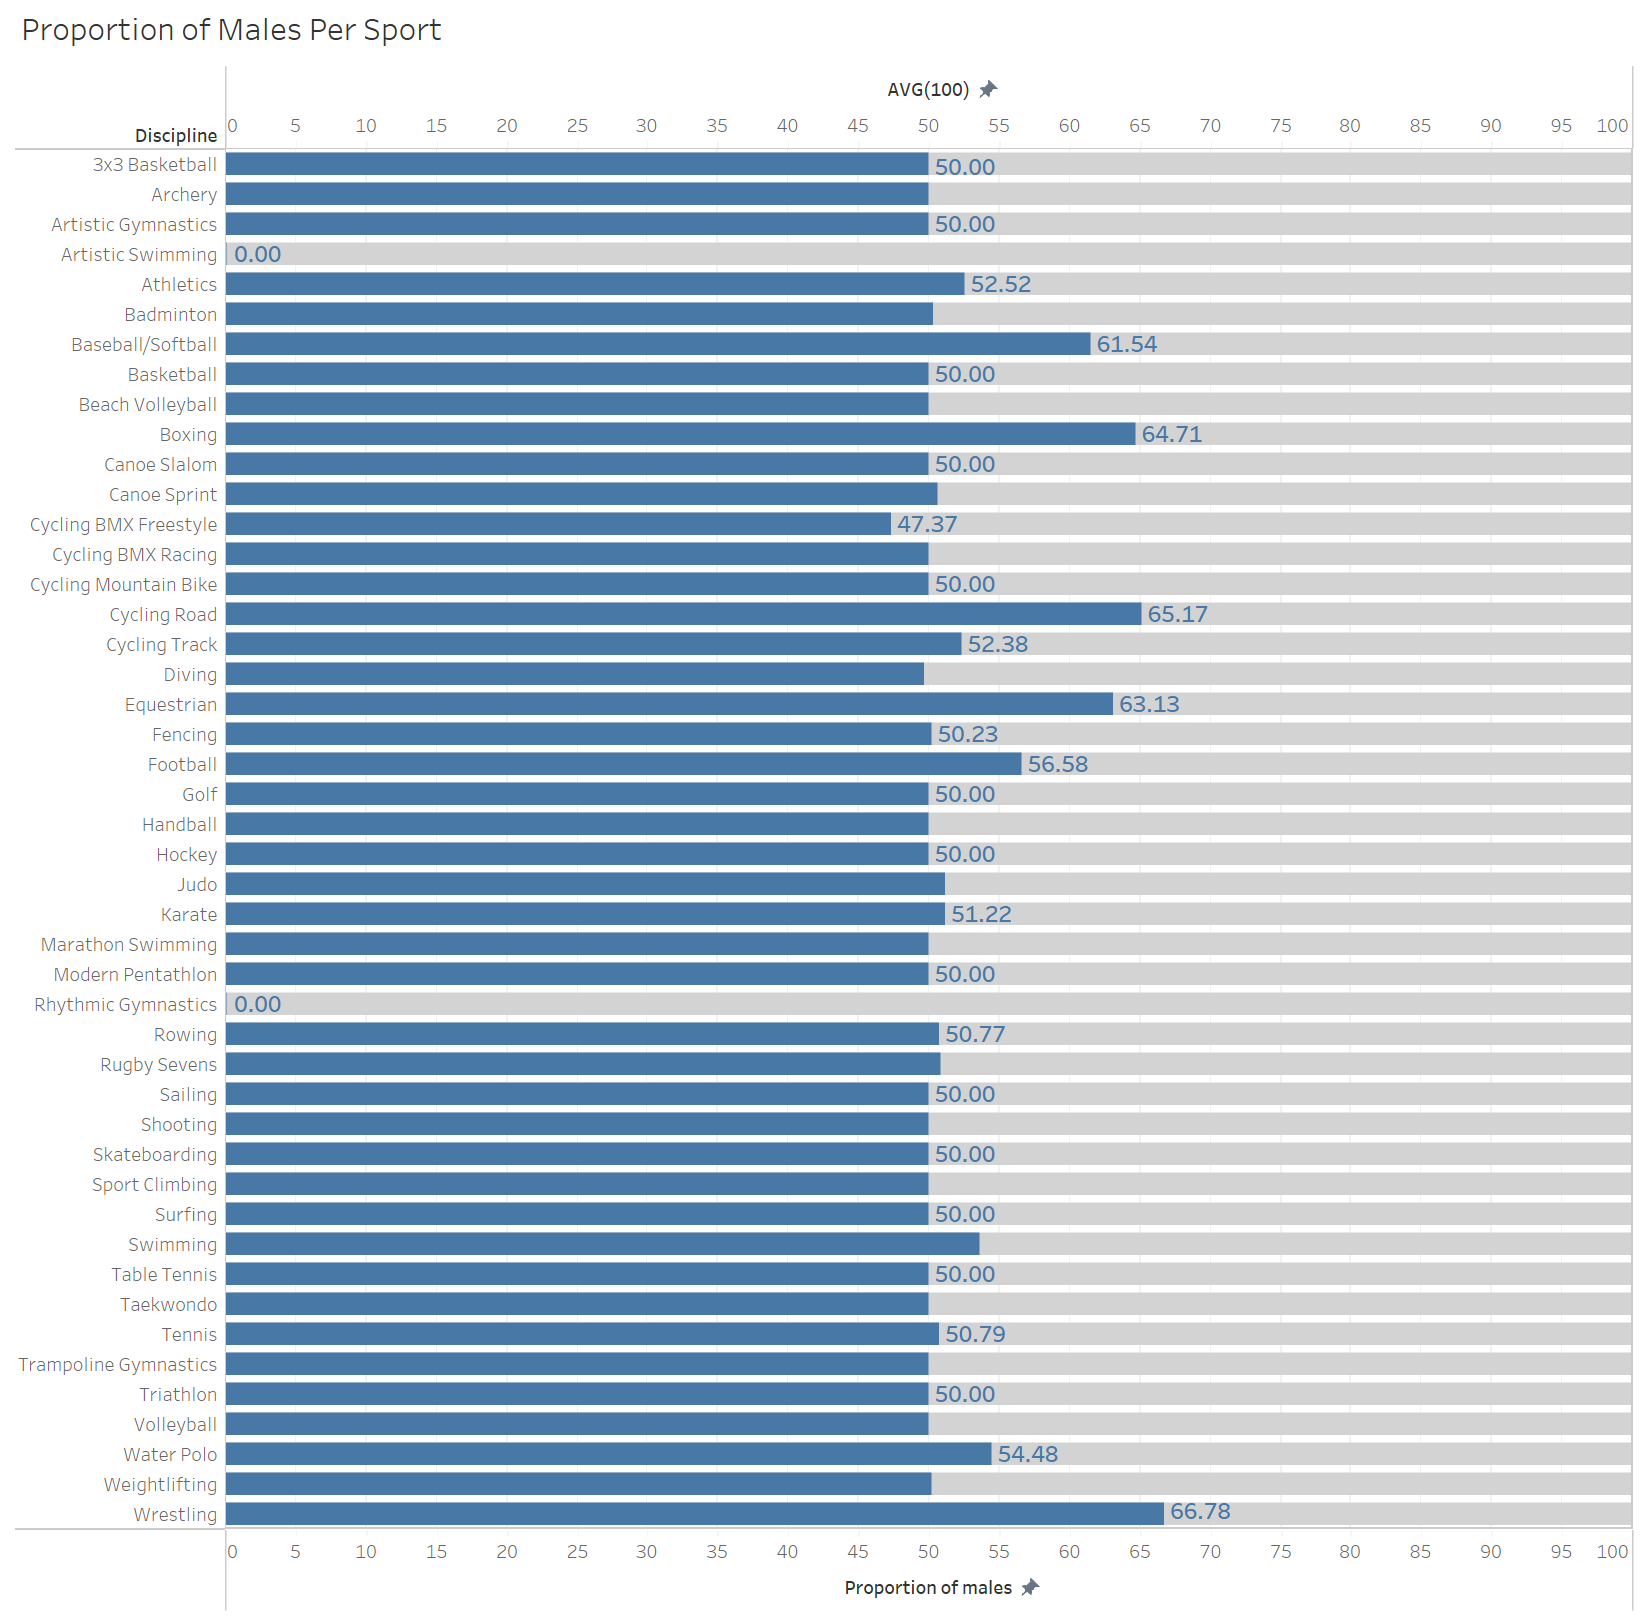 Proportion of Males Per Sport
AVG(100)
Discipline 0 5 10 15 20 25 30 35 40 45 50 55 60 65 70 75 80 85 90 95 100
3x3 Basketball 50.00
Archery
Artistic Gymnastics 50.00
Artistic Swimming 0.00
Athletics 52.52
Badminton
Baseball/Softball 61.54
Basketball 50.00
Beach Volleyball
Boxing 64.71
Canoe Slalom 50.00
Canoe Sprint
Cycling BMX Freestyle 47.37
Cycling BMX Racing
Cycling Mountain Bike 50.00
Cycling Road 65.17
Cycling Track 52.38
Diving
Equestrian 63.13
Fencing 50.23
Football 56.58
Golf 50.00
Handball
Hockey 50.00
Judo
Karate 51.22
Marathon Swimming
Modern Pentathlon 50.00
Rhythmic Gymnastics 0.00
Rowing 50.77
Rugby Sevens
Sailing 50.00
Shooting
Skateboarding 50.00
Sport Climbing
Surfing 50.00
Swimming
Table Tennis 50.00
Taekwondo
Tennis 50.79
Trampoline Gymnastics
Triathlon 50.00
Volleyball
Water Polo 54.48
Weightlifting
Wrestling 66.78
0 5 10 15 20 25 30 35 40 45 50 55 60 65 70 75 80 85 90 95 100
Proportion of males